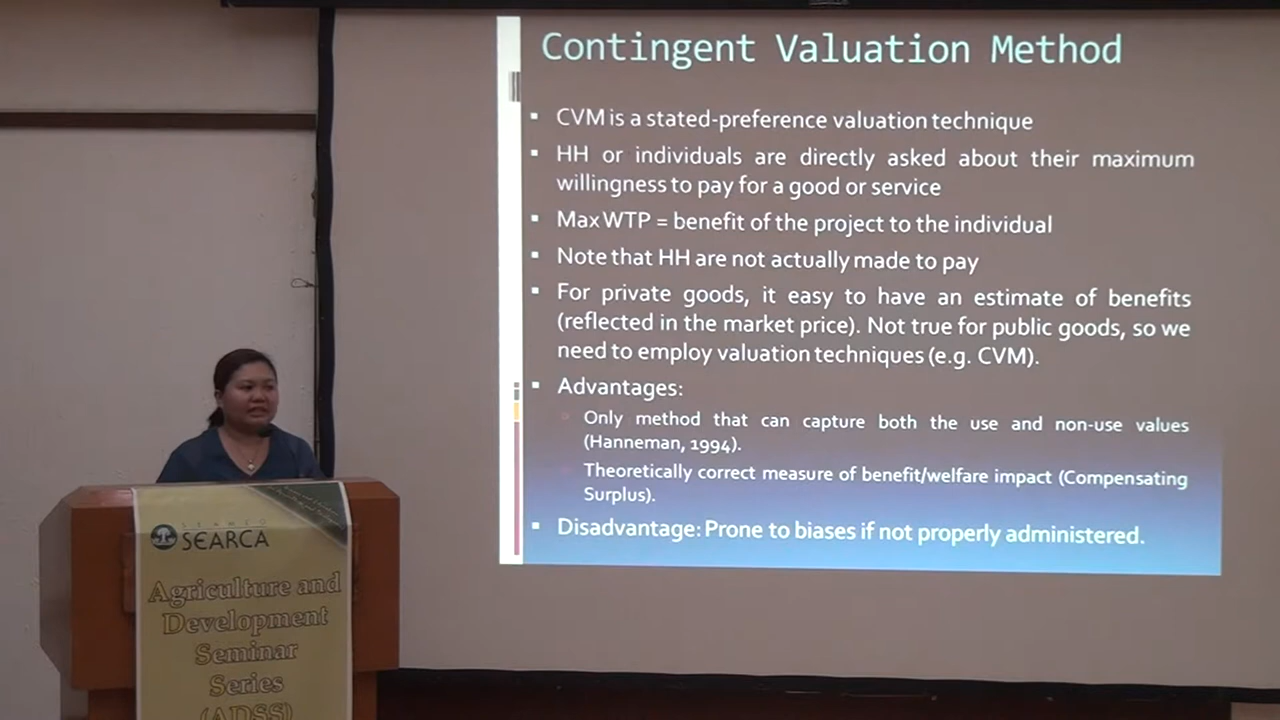 Contingent Valuation Method
▪ CVM is a stated-preference valuation technique
▪ HH or individuals are directly asked about their maximum
willingness to pay for a good or service
▪ Max WTP = benefit of the project to the individual
▪ Note that HH are not actually made to pay
▪ For private goods, it easy to have an estimate of benefits
(reflected in the market price). Not true for public goods, so we
need to employ valuation techniques (e.g. CVM).
▪ Advantages:
Only method that can capture both the use and non-use values
(Hanneman, 1994).
Theoretically correct measure of benefit/welfare impact (Compensating
Surplus).
▪ Disadvantage: Prone to biases if not properly administered.
SEAMEO
SEARCA
Agriculture and
Development
Seminar
Series
(ADSS)